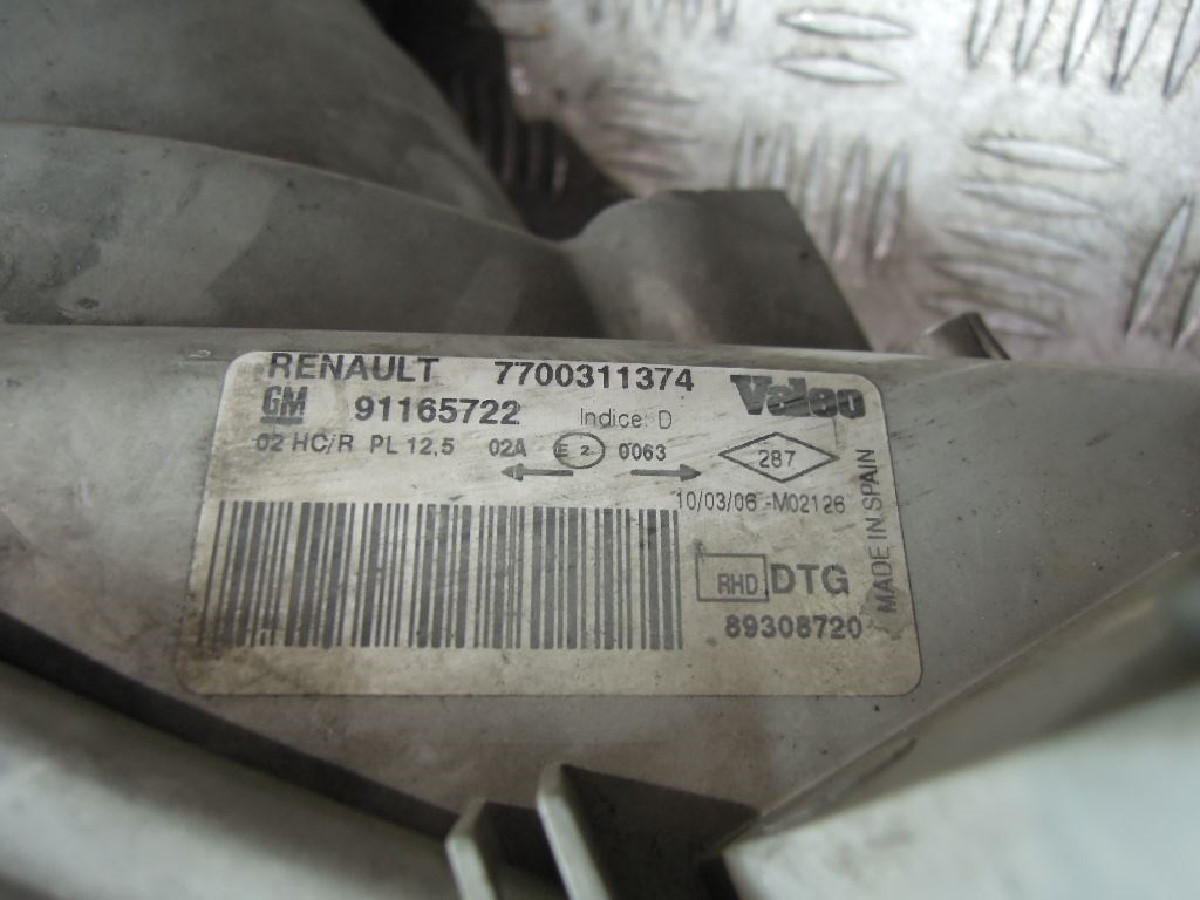 RENAULT 7700311374 Valeo
GM 91165722 Indice: D
02 HC/R PL 12,5 02A E 2 0063 287
10/03/06 -M02126
MADE IN SPAIN
RHD DTG
89308720